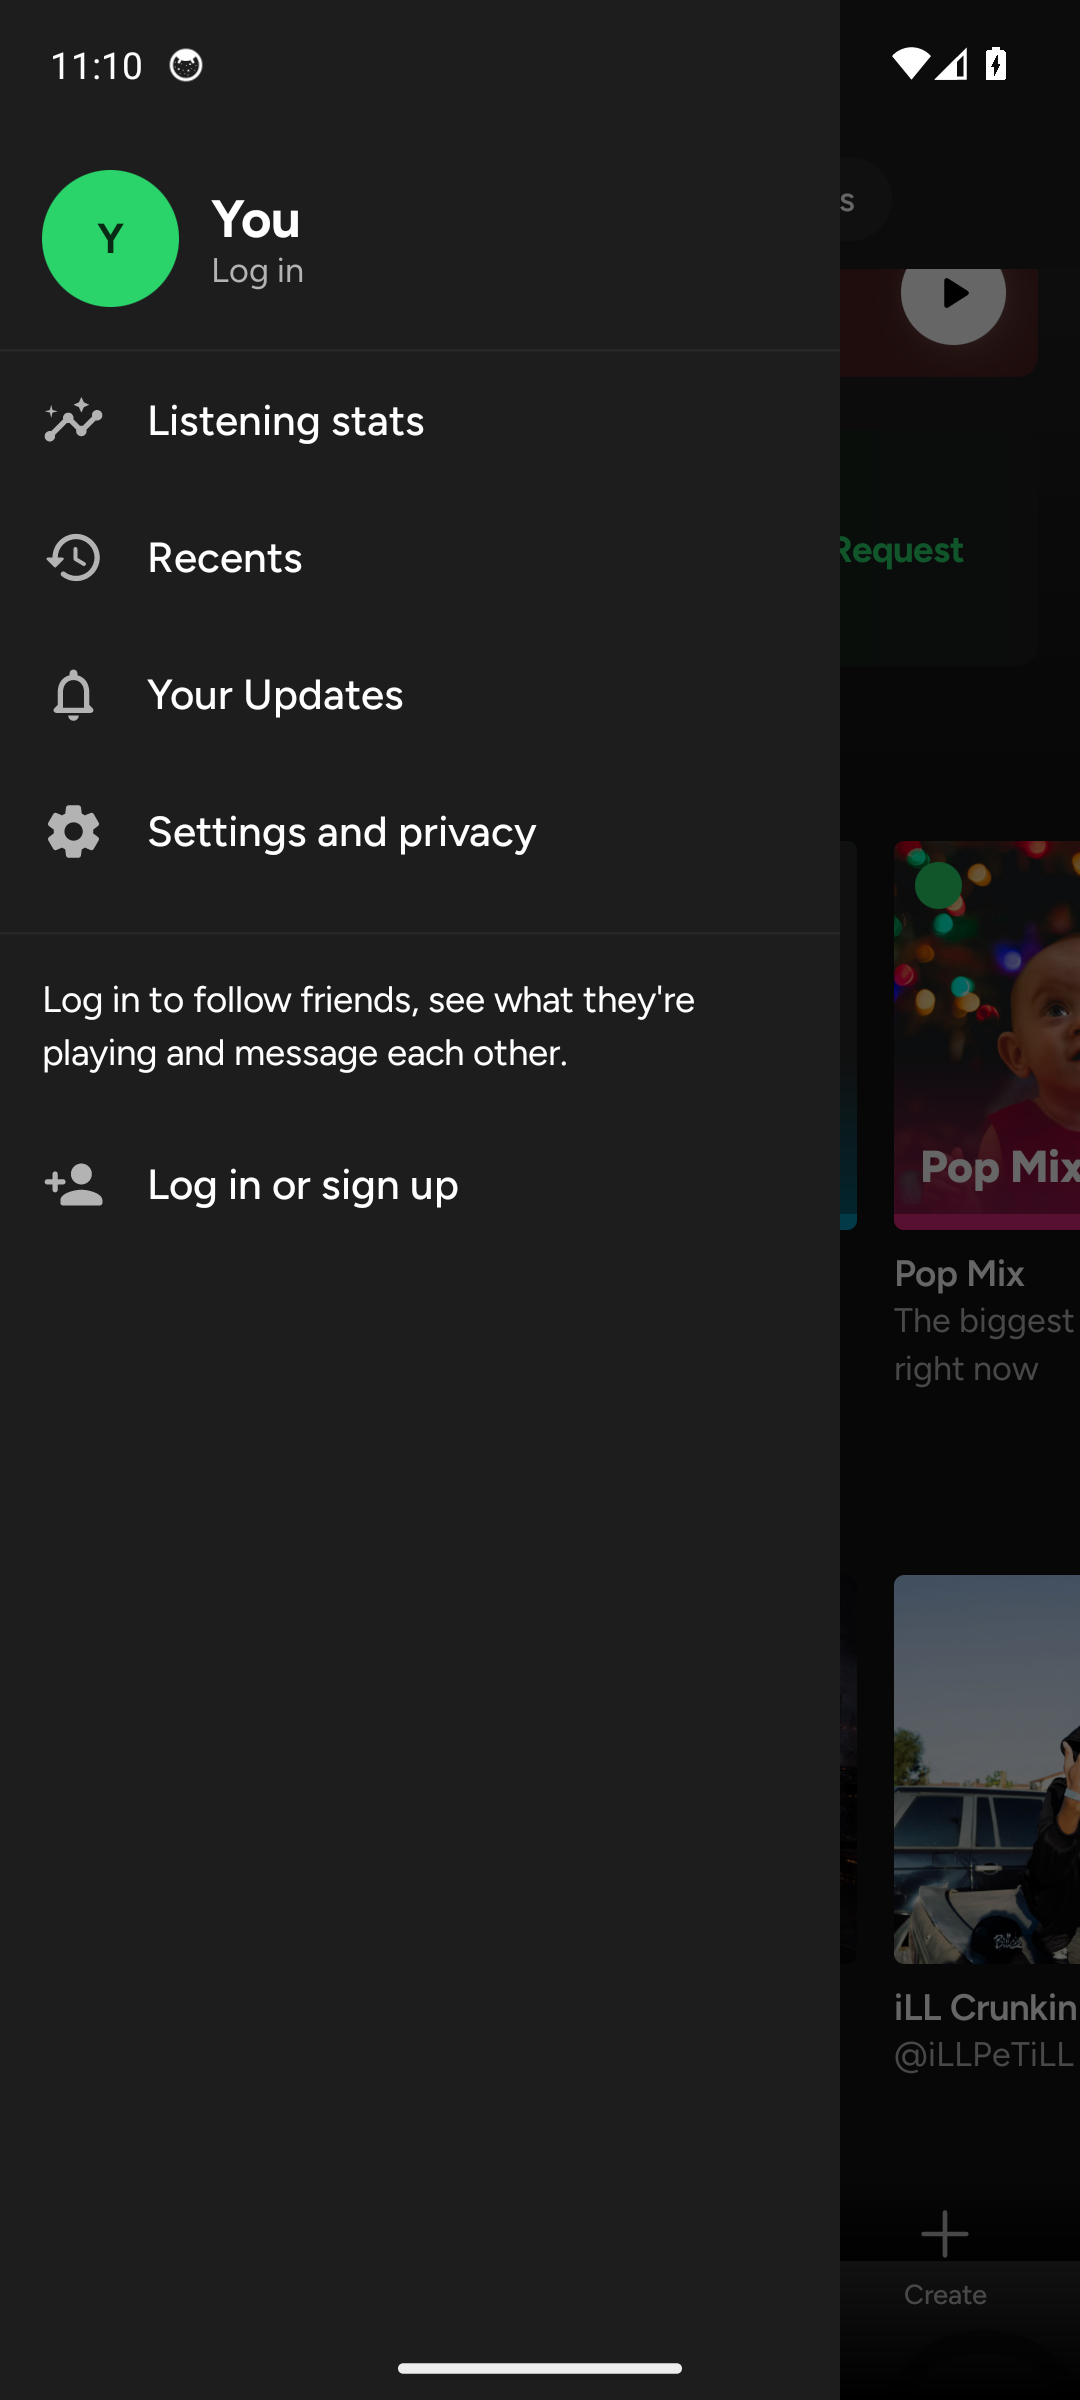 11:10
Y
You
Log in
s
Listening stats
Recents
Request
Your Updates
Settings and privacy
Log in to follow friends, see what they're
playing and message each other.
Log in or sign up
Pop Mix
Pop Mix
The biggest
right now
iLL Crunkin
@iLLPeTiLL
Create